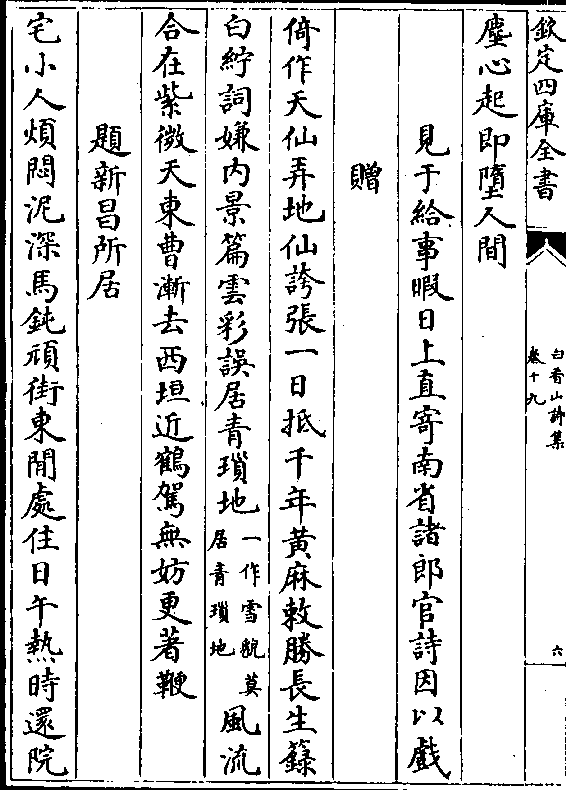 欽定四庫全書
白香山詩集
卷十九
六
塵心起即墮人間
見于給事暇日上直寄南省諸郎官詩因以戲
贈
倚作天仙弄地仙誇張一日抵千年黃麻敕勝長生籙
白紵詞嫌内景篇雲彩誤居青瑣地一作雪貌莫居青瑣地風流
合在紫微天東曹漸去西垣近鶴駕無妨更著鞭
題新昌所居
宅小人煩悶泥深馬鈍頑街東閒處住日午熱時還院